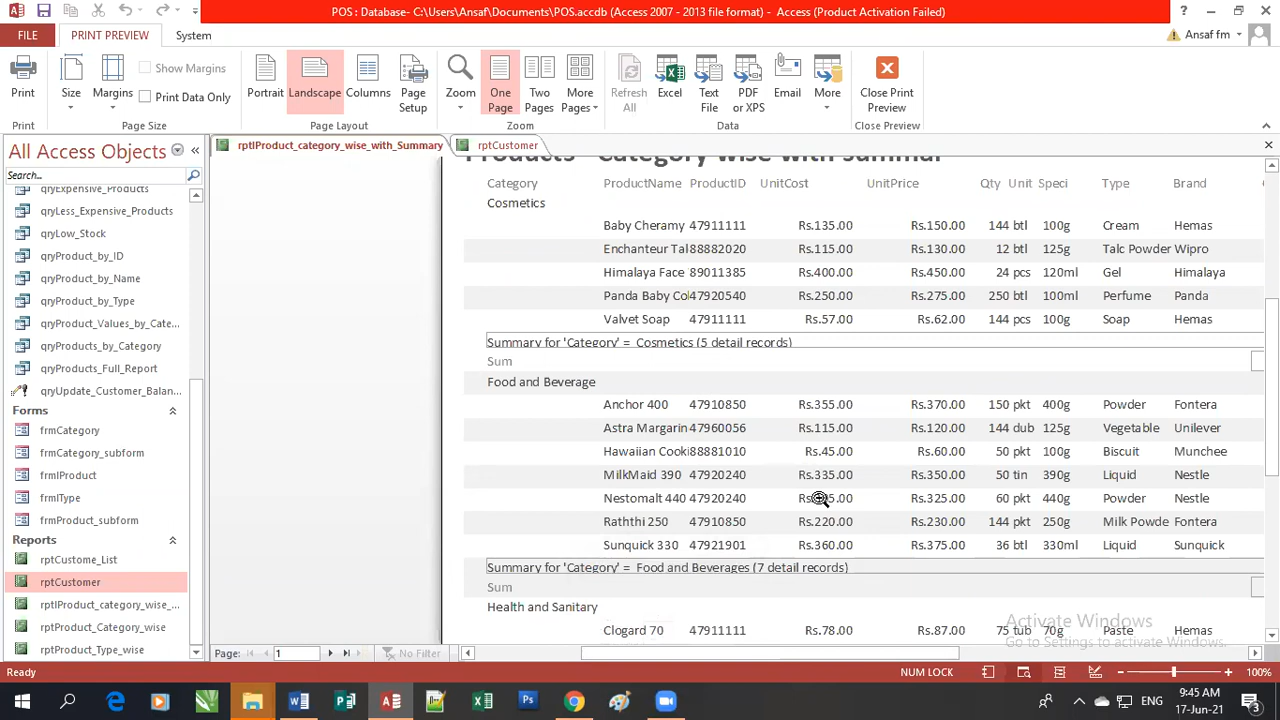 POS : Database- C:\Users\Ansaf\Documents\POS.accdb (Access 2007 - 2013 file format) - Access (Product Activation Failed)
FILE PRINT PREVIEW System Ansaf fm
Print Size Margins Show Margins Print Data Only Portrait Landscape Columns Page Setup Zoom One Page Two Pages More Pages Refresh All Excel Text File PDF or XPS Email More Close Print Preview
Print Page Size Page Layout Zoom Data Close Preview
All Access Objects
Search...
qryExpensive_Products
qryLess_Expensive_Products
qryLow_Stock
qryProduct_by_ID
qryProduct_by_Name
qryProduct_by_Type
qryProduct_Values_by_Cate...
qryProducts_by_Category
qryProducts_Full_Report
qryUpdate_Customer_Balan...
Forms
frmCategory
frmCategory_subform
frmIProduct
frmIType
frmProduct_subform
Reports
rptCustome_List
rptCustomer
rptIProduct_category_wise_...
rptProduct_Category_wise
rptProduct_Type_wise
rptIProduct_category_wise_with_Summary rptCustomer
Category ProductName ProductID UnitCost UnitPrice Qty Unit Speci Type Brand
Cosmetics
Baby Cheramy 47911111 Rs.135.00 Rs.150.00 144 btl 100g Cream Hemas
Enchanteur Tal 88882020 Rs.115.00 Rs.130.00 12 btl 125g Talc Powder Wipro
Himalaya Face 89011385 Rs.400.00 Rs.450.00 24 pcs 120ml Gel Himalaya
Panda Baby Col 47920540 Rs.250.00 Rs.275.00 250 btl 100ml Perfume Panda
Valvet Soap 47911111 Rs.57.00 Rs.62.00 144 pcs 100g Soap Hemas
Summary for 'Category' = Cosmetics (5 detail records)
Sum
Food and Beverage
Anchor 400 47910850 Rs.355.00 Rs.370.00 150 pkt 400g Powder Fontera
Astra Margarin 47960056 Rs.115.00 Rs.120.00 144 dub 125g Vegetable Unilever
Hawaiian Cooki 88881010 Rs.45.00 Rs.60.00 50 pkt 100g Biscuit Munchee
MilkMaid 390 47920240 Rs.335.00 Rs.350.00 50 tin 390g Liquid Nestle
Nestomalt 440 47920240 Rs.325.00 60 pkt 440g Powder Nestle
Raththi 250 47910850 Rs.220.00 Rs.230.00 144 pkt 250g Milk Powde Fontera
Sunquick 330 47921901 Rs.360.00 Rs.375.00 36 btl 330ml Liquid Sunquick
Summary for 'Category' = Food and Beverages (7 detail records)
Sum
Health and Sanitary
Clogard 70 47911111 Rs.78.00 Rs.87.00 75 tub 70g Paste Hemas
Activate Windows
Go to Settings to activate Windows.
Page: 1 No Filter
Ready NUM LOCK 100%
ENG 9:45 AM
17-Jun-21
3